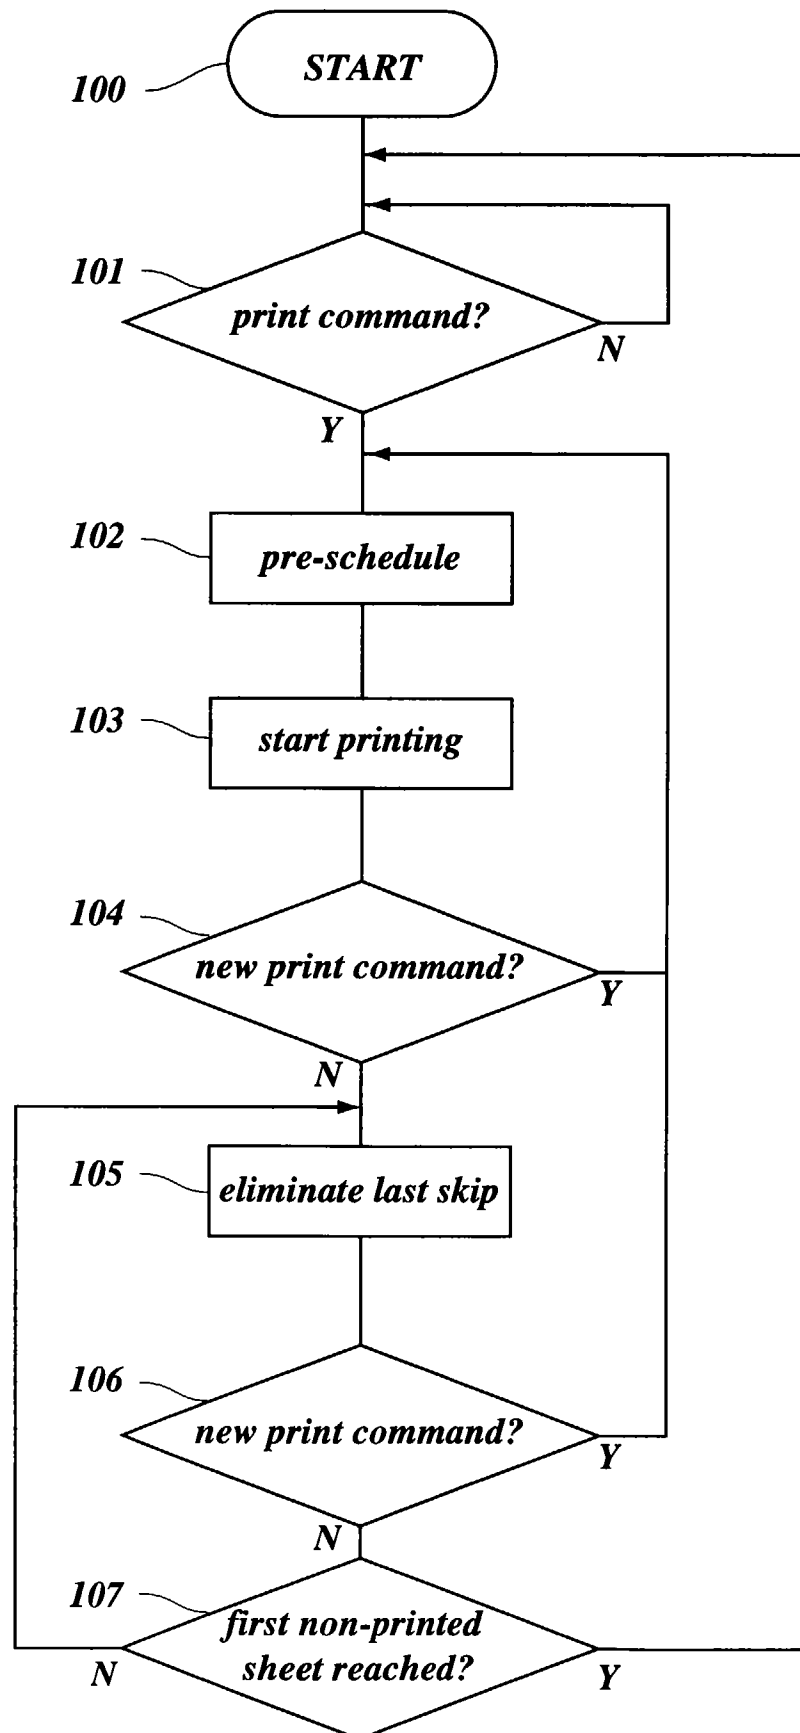 100
START
101
print command?
N
Y
102
pre-schedule
103
start printing
104
new print command?
Y
N
105
eliminate last skip
106
new print command?
Y
N
107
first non-printed
sheet reached?
N
Y